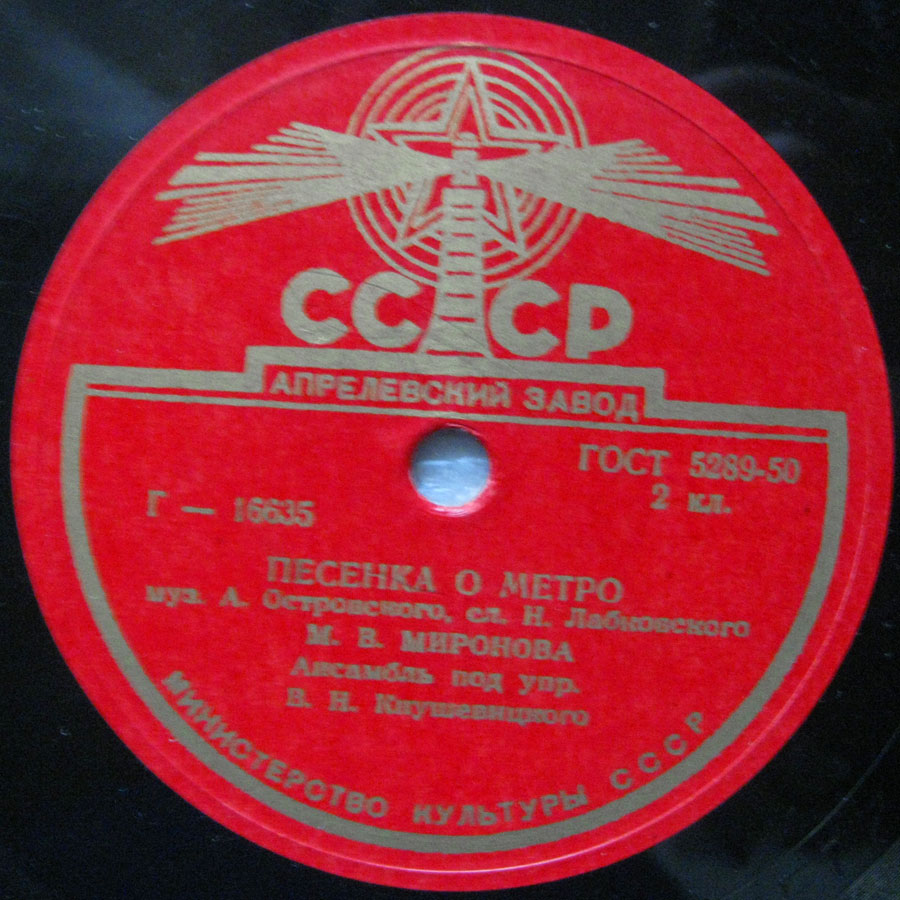 СССР
АПРЕЛЕВСКИЙ ЗАВОД
ГОСТ 5289-50
2 кл.
Г — 16635
ПЕСЕНКА О МЕТРО
муз. А. Островского, сл. Н. Лабковского
М. В. МИРОНОВА
Ансамбль под упр.
В. Н. Кнушевицкого
МИНИСТЕРСТВО КУЛЬТУРЫ СССР